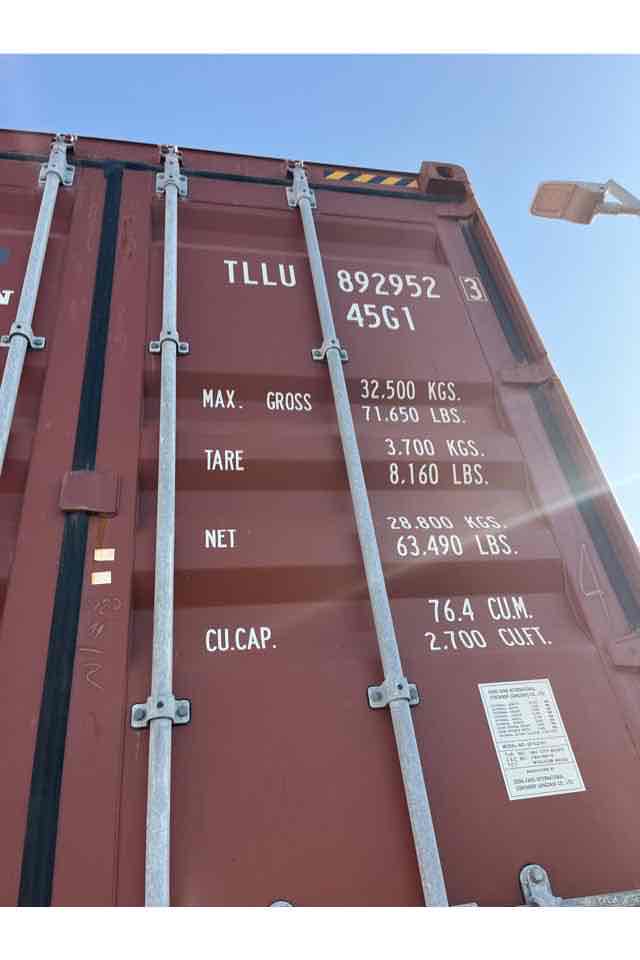 N
TLLU 892952 3
45G1
MAX. GROSS 32.500 KGS.
71.650 LBS.
TARE 3.700 KGS.
8.160 LBS.
NET 28.800 KGS.
63.490 LBS.
CU.CAP. 76.4 CU.M.
2.700 CU.FT.
4